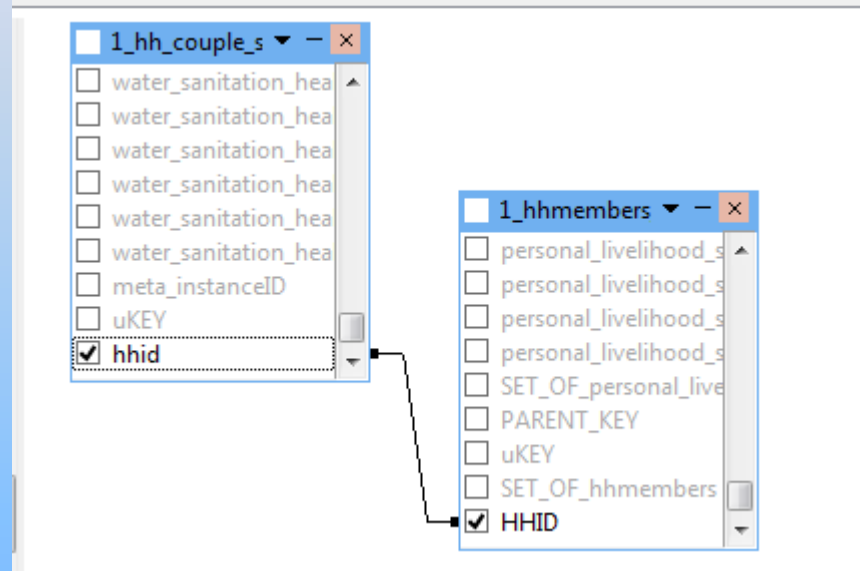 1_hh_couple_s
water_sanitation_hea
water_sanitation_hea
water_sanitation_hea
water_sanitation_hea
water_sanitation_hea
water_sanitation_hea
meta_instanceID
uKEY
hhid
1_hhmembers
personal_livelihood_s
personal_livelihood_s
personal_livelihood_s
personal_livelihood_s
SET_OF_personal_live
PARENT_KEY
uKEY
SET_OF_hhmembers
HHID